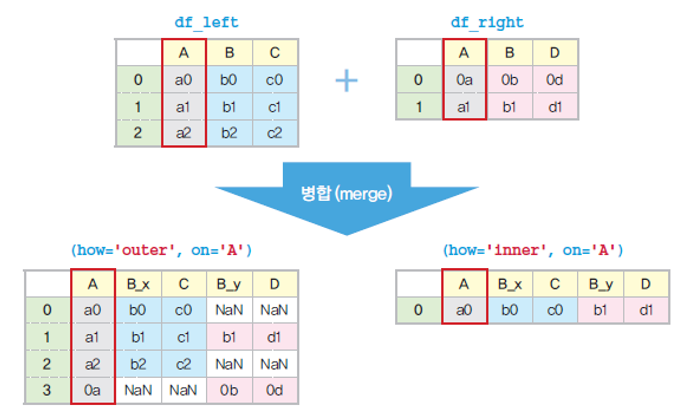 df_left df_right
A B C A B D
0 a0 b0 c0 + 0 0a 0b 0d
1 a1 b1 c1 1 a1 b1 d1
2 a2 b2 c2
병합(merge)
(how='outer', on='A') (how='inner', on='A')
A B_x C B_y D A B_x C B_y D
0 a0 b0 c0 NaN NaN 0 a0 b0 c0 b1 d1
1 a1 b1 c1 b1 d1
2 a2 b2 c2 NaN NaN
3 0a NaN NaN 0b 0d